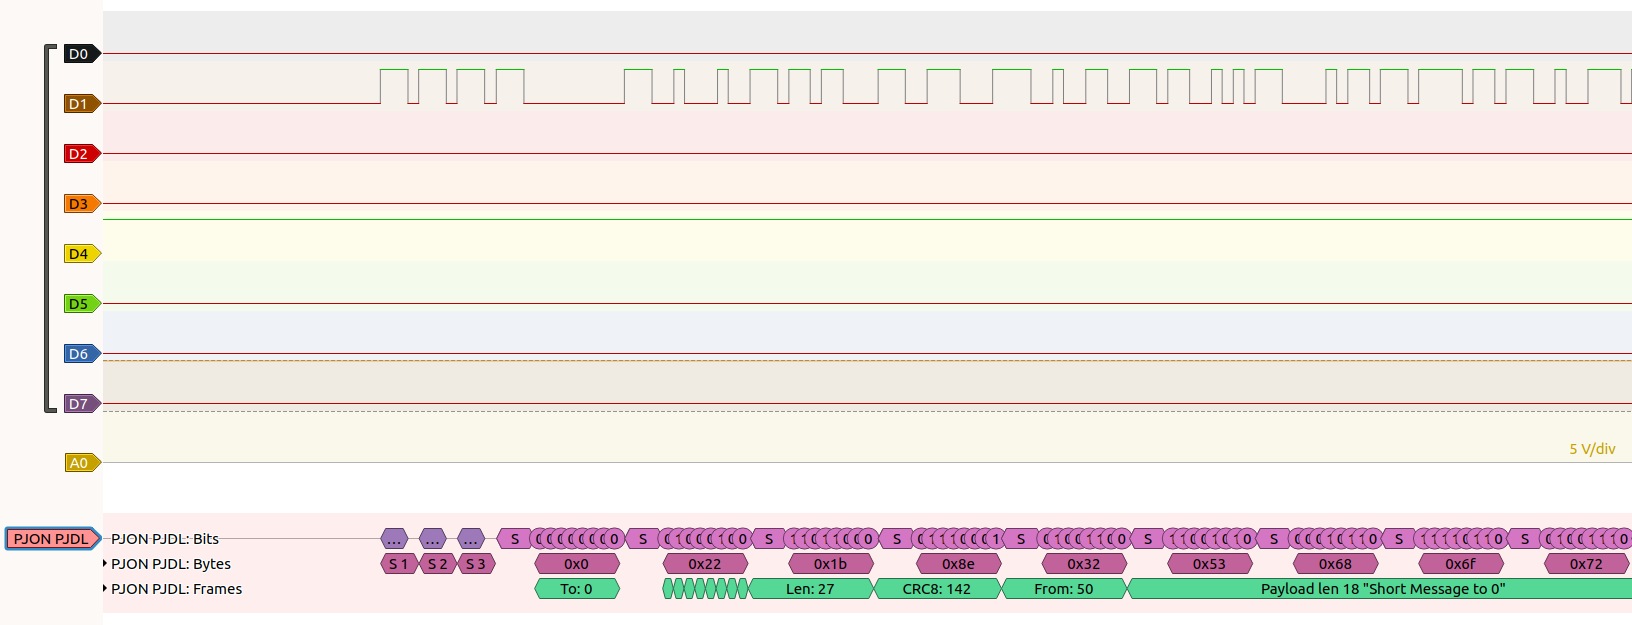 D0
D1
D2
D3
D4
D5
D6
D7
5 V/div
A0
PJON PJDL PJON PJDL: Bits ... ... ... S 0 0 0 0 0 0 0 0 S 0 1 0 0 0 1 0 0 S 1 1 0 1 1 0 0 0 S 0 1 1 1 0 0 0 1 S 0 1 0 0 1 1 0 0 S 1 1 0 0 1 0 1 0 S 0 0 0 1 0 1 1 0 S 1 1 1 1 0 1 1 0 S 0 1 0 0 1 1 1 0
PJON PJDL: Bytes S 1 S 2 S 3 0x0 0x22 0x1b 0x8e 0x32 0x53 0x68 0x6f 0x72
PJON PJDL: Frames To: 0 Len: 27 CRC8: 142 From: 50 Payload len 18 "Short Message to 0"